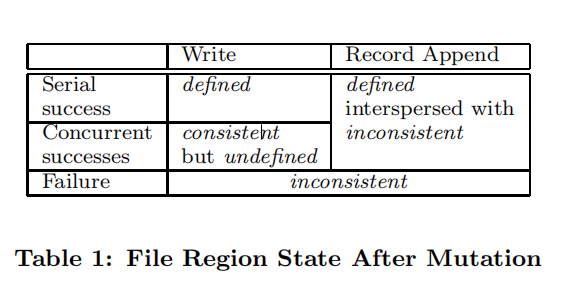 Write Record Append
Serial defined defined
success interspersed with
Concurrent consistent inconsistent
successes but undefined
Failure inconsistent
Table 1: File Region State After Mutation